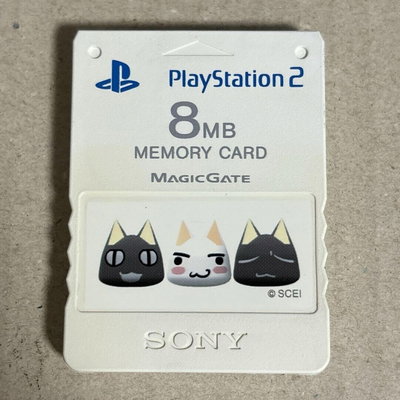 PlayStation 2
8MB
MEMORY CARD
MAGICGATE
© SCEI
SONY